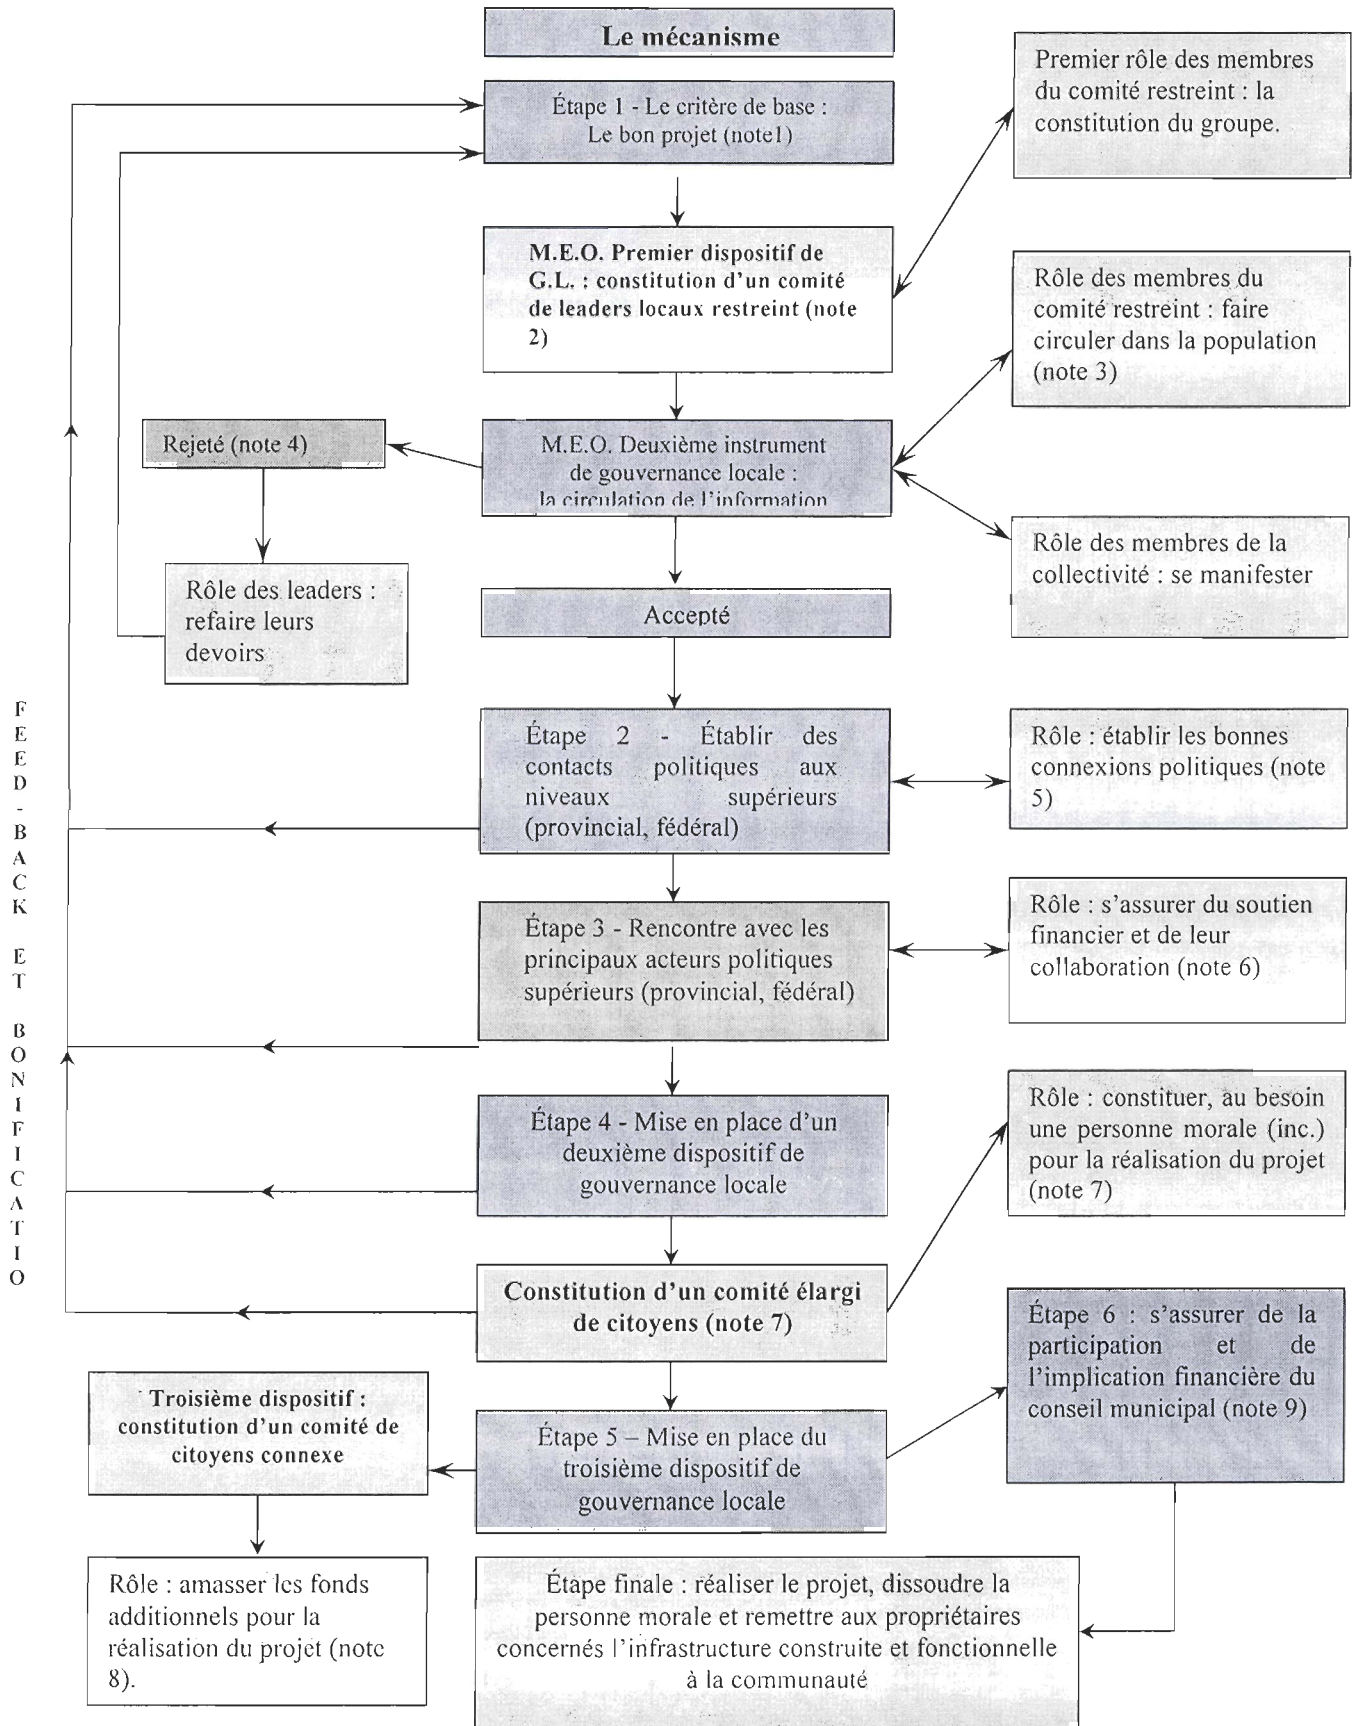 Le mécanisme
Étape 1 - Le critère de base :
Le bon projet (note1)
Premier rôle des membres
du comité restreint : la
constitution du groupe.
M.E.O. Premier dispositif de
G.L. : constitution d’un comité
de leaders locaux restreint (note
2)
Rôle des membres du
comité restreint : faire
circuler dans la population
(note 3)
Rejeté (note 4)
M.E.O. Deuxième instrument
de gouvernance locale :
la circulation de l’information
Rôle des membres de la
collectivité : se manifester
Rôle des leaders :
refaire leurs
devoirs
Accepté
FEED-BACK ET BONIFICATIO
Étape 2 - Établir des
contacts politiques aux
niveaux supérieurs
(provincial, fédéral)
Rôle : établir les bonnes
connexions politiques (note
5)
Étape 3 - Rencontre avec les
principaux acteurs politiques
supérieurs (provincial, fédéral)
Rôle : s’assurer du soutien
financier et de leur
collaboration (note 6)
Étape 4 - Mise en place d’un
deuxième dispositif de
gouvernance locale
Rôle : constituer, au besoin
une personne morale (inc.)
pour la réalisation du projet
(note 7)
Constitution d’un comité élargi
de citoyens (note 7)
Étape 6 : s’assurer de la
participation et de
l’implication financière du
conseil municipal (note 9)
Troisième dispositif :
constitution d’un comité de
citoyens connexe
Étape 5 – Mise en place du
troisième dispositif de
gouvernance locale
Rôle : amasser les fonds
additionnels pour la
réalisation du projet (note
8).
Étape finale : réaliser le projet, dissoudre la
personne morale et remettre aux propriétaires
concernés l’infrastructure construite et fonctionnelle
à la communauté